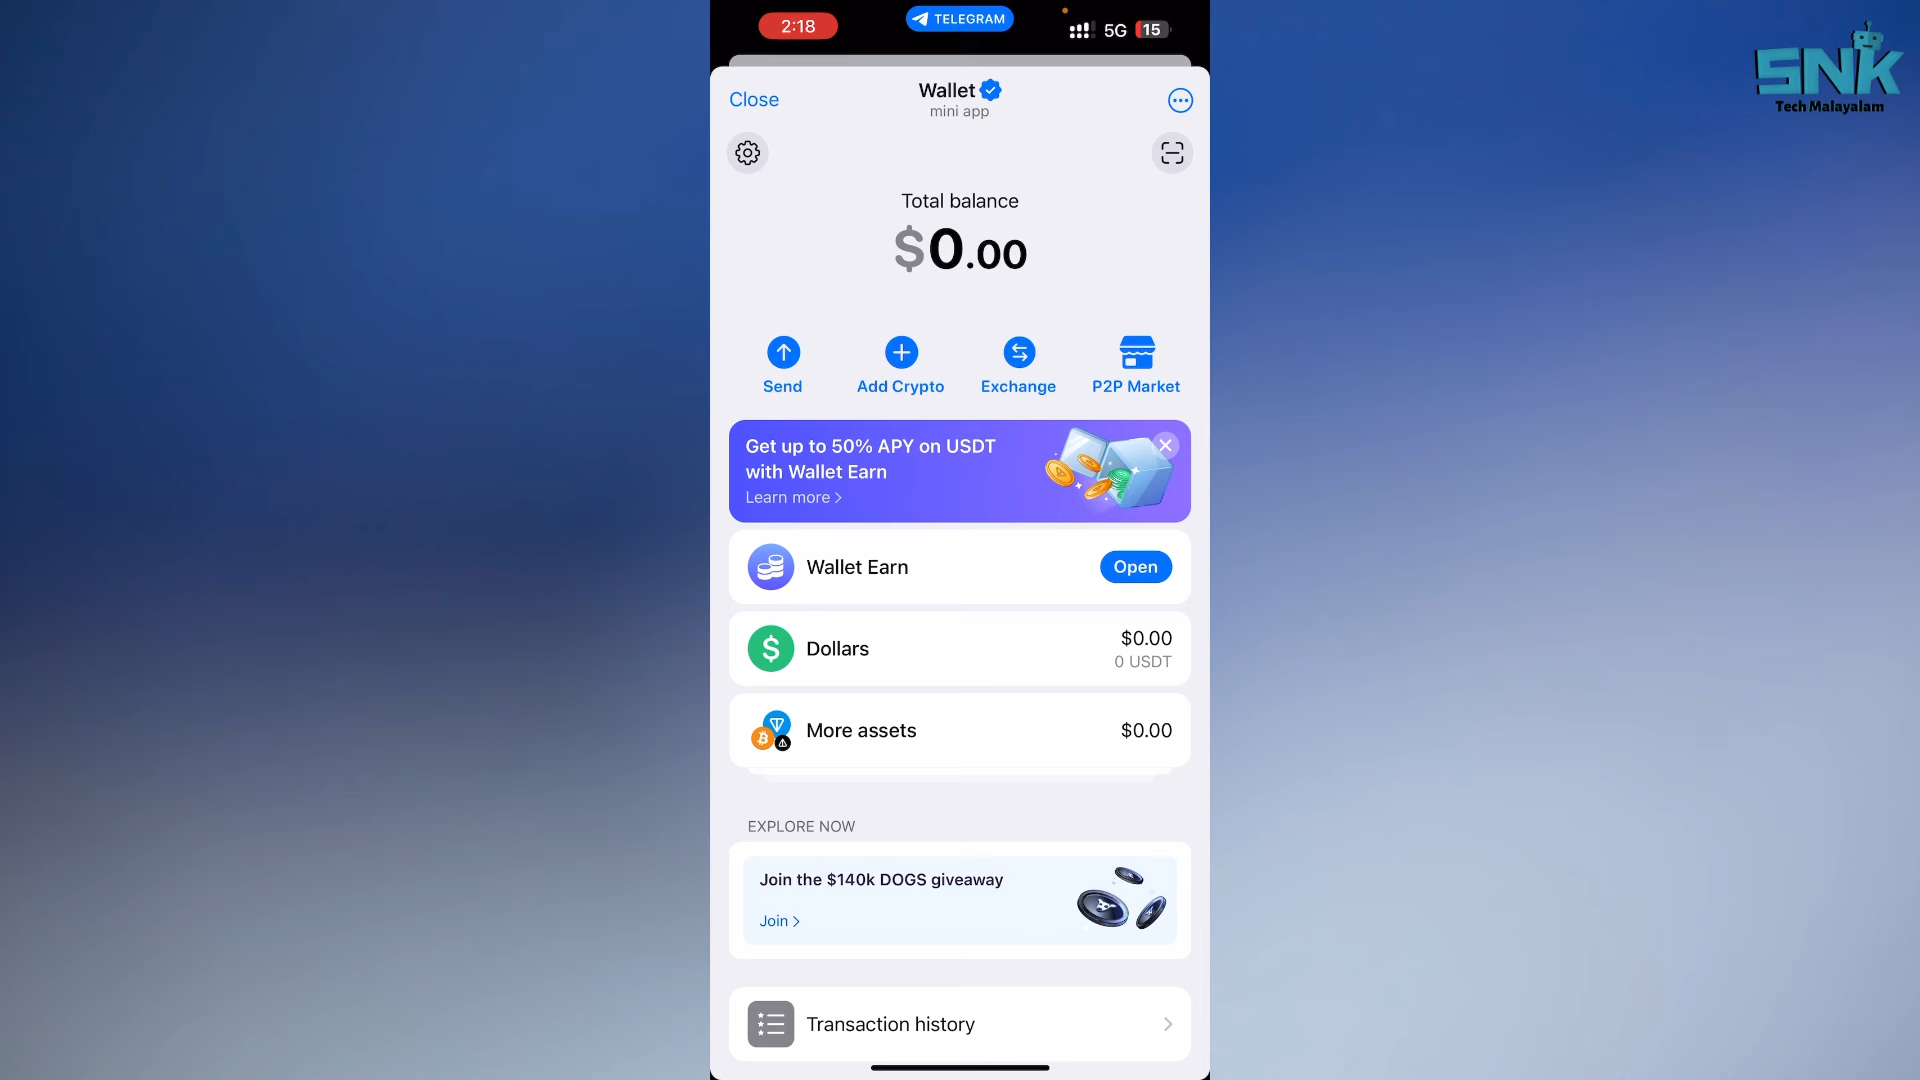 2:18
TELEGRAM
5G
15
SNK
Tech Malayalam
Close
Wallet
mini app
Total balance
$0.00
Send
Add Crypto
Exchange
P2P Market
Get up to 50% APY on USDT
with Wallet Earn
Learn more
Wallet Earn
Open
Dollars
$0.00
0 USDT
More assets
$0.00
EXPLORE NOW
Join the $140k DOGS giveaway
Join
Transaction history